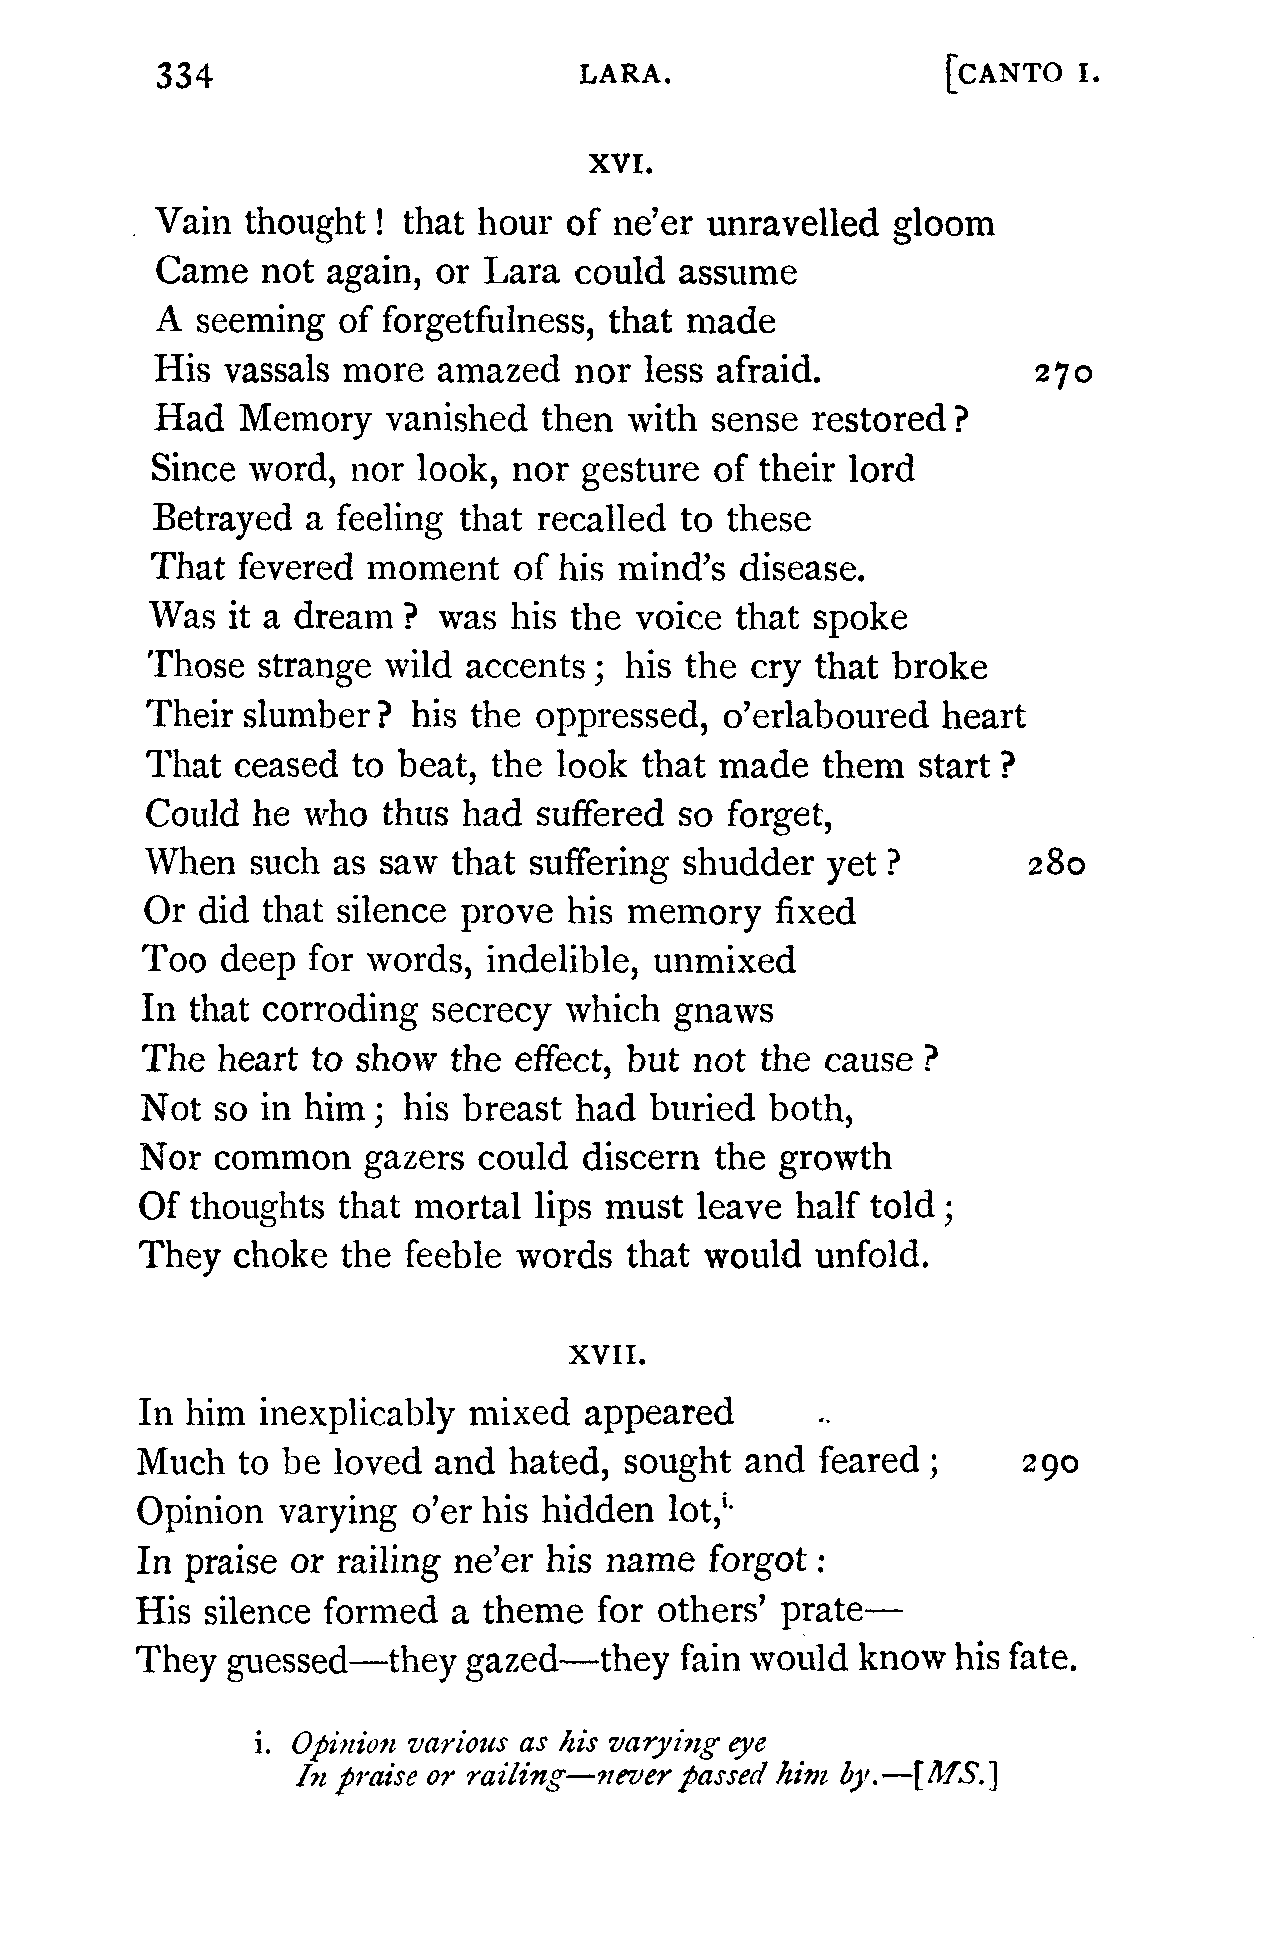 334 LARA. [CANTO I.
XVI.
Vain thought! that hour of ne'er unravelled gloom
Came not again, or Lara could assume
A seeming of forgetfulness, that made
His vassals more amazed nor less afraid. 270
Had Memory vanished then with sense restored?
Since word, nor look, nor gesture of their lord
Betrayed a feeling that recalled to these
That fevered moment of his mind's disease.
Was it a dream? was his the voice that spoke
Those strange wild accents; his the cry that broke
Their slumber? his the oppressed, o'erlaboured heart
That ceased to beat, the look that made them start?
Could he who thus had suffered so forget,
When such as saw that suffering shudder yet? 280
Or did that silence prove his memory fixed
Too deep for words, indelible, unmixed
In that corroding secrecy which gnaws
The heart to show the effect, but not the cause?
Not so in him; his breast had buried both,
Nor common gazers could discern the growth
Of thoughts that mortal lips must leave half told;
They choke the feeble words that would unfold.
XVII.
In him inexplicably mixed appeared
Much to be loved and hated, sought and feared; 290
Opinion varying o'er his hidden lot,i.
In praise or railing ne'er his name forgot:
His silence formed a theme for others' prate—
They guessed—they gazed—they fain would know his fate.
i. Opinion various as his varying eye
In praise or railing—never passed him by.—[MS.]